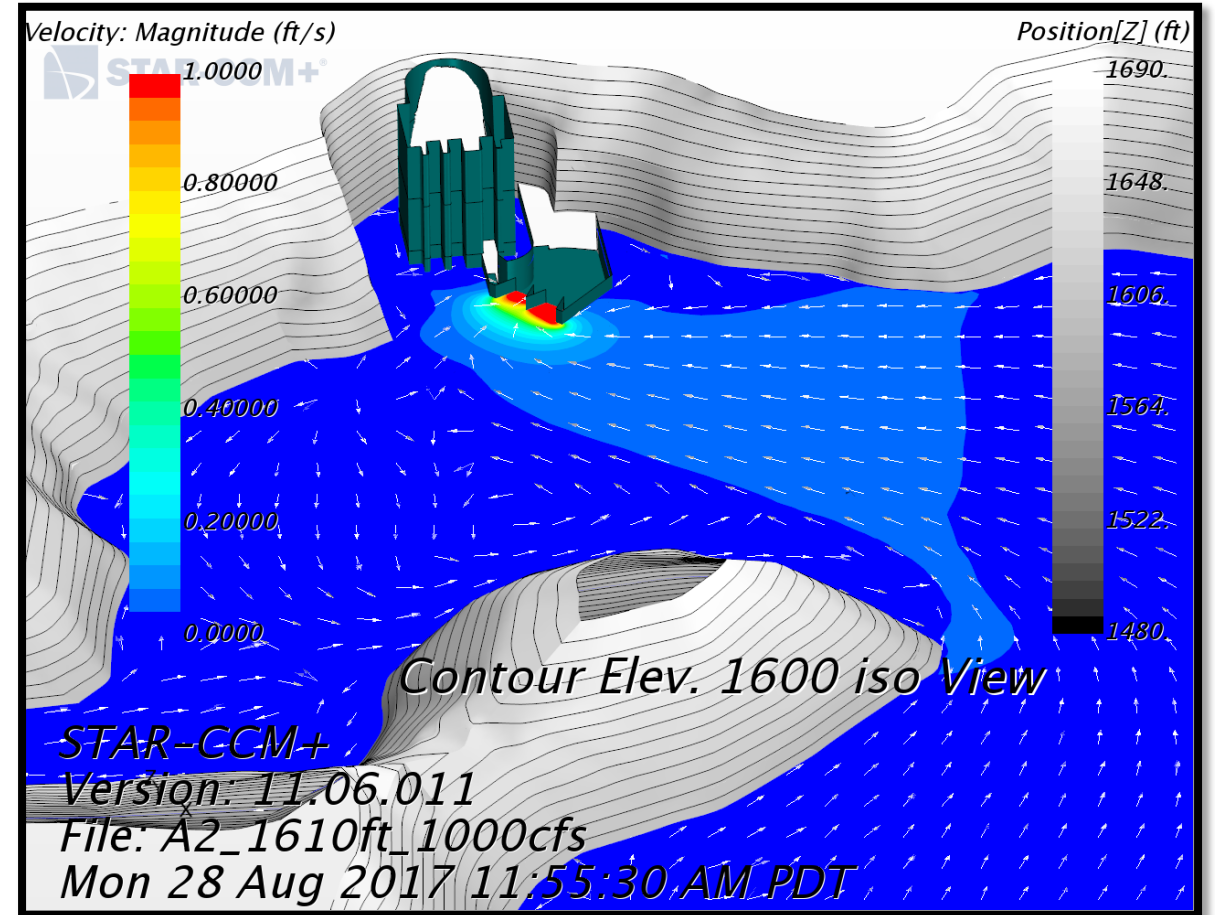 Velocity: Magnitude (ft/s)
Position[Z] (ft)
STAR-CCM+
1.0000
0.80000
0.60000
0.40000
0.20000
0.0000
1690.
1648.
1606.
1564.
1522.
1480.
Contour Elev. 1600 iso View
STAR-CCM+
Z
Version: 11.06.011
X
File: A2_1610ft_1000cfs
Mon 28 Aug 2017 11:55:30 AM PDT